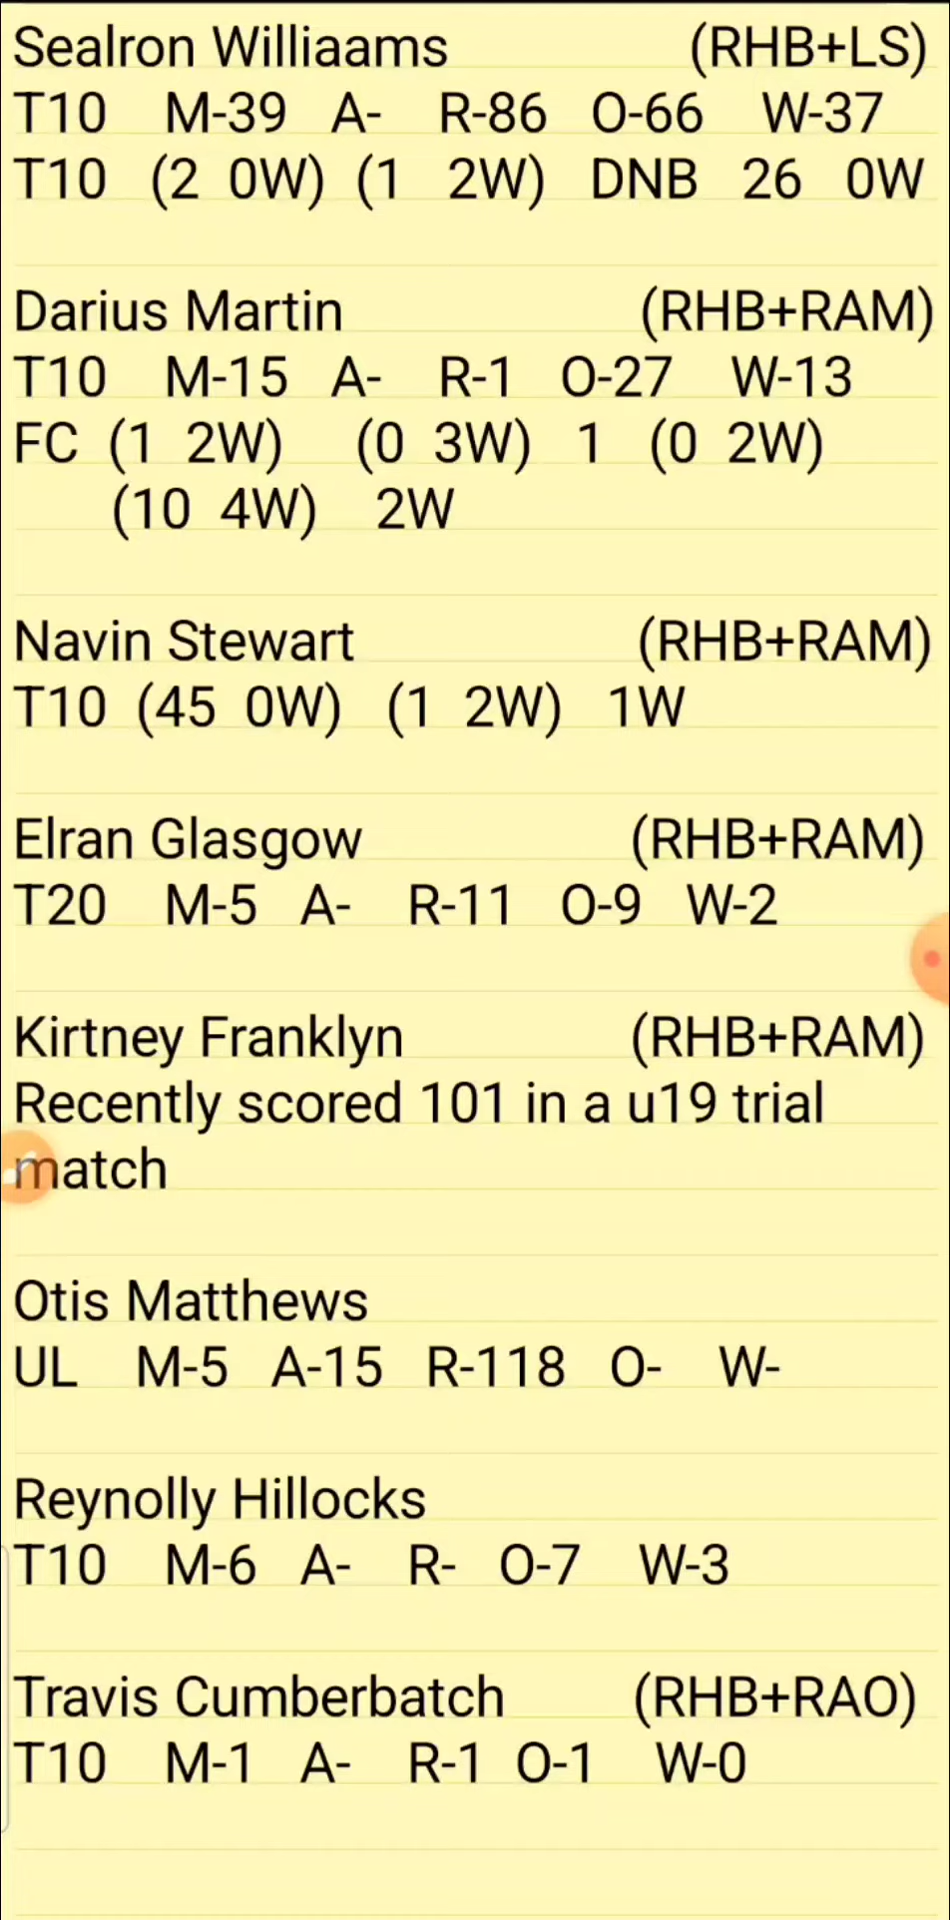 Sealron Williaams (RHB+LS)
T10 M-39 A- R-86 O-66 W-37
T10 (2 0W) (1 2W) DNB 26 0W
Darius Martin (RHB+RAM)
T10 M-15 A- R-1 O-27 W-13
FC (1 2W) (0 3W) 1 (0 2W)
(10 4W) 2W
Navin Stewart (RHB+RAM)
T10 (45 0W) (1 2W) 1W
Elran Glasgow (RHB+RAM)
T20 M-5 A- R-11 O-9 W-2
Kirtney Franklyn (RHB+RAM)
Recently scored 101 in a u19 trial
match
Otis Matthews
UL M-5 A-15 R-118 O- W-
Reynolly Hillocks
T10 M-6 A- R- O-7 W-3
Travis Cumberbatch (RHB+RAO)
T10 M-1 A- R-1 O-1 W-0